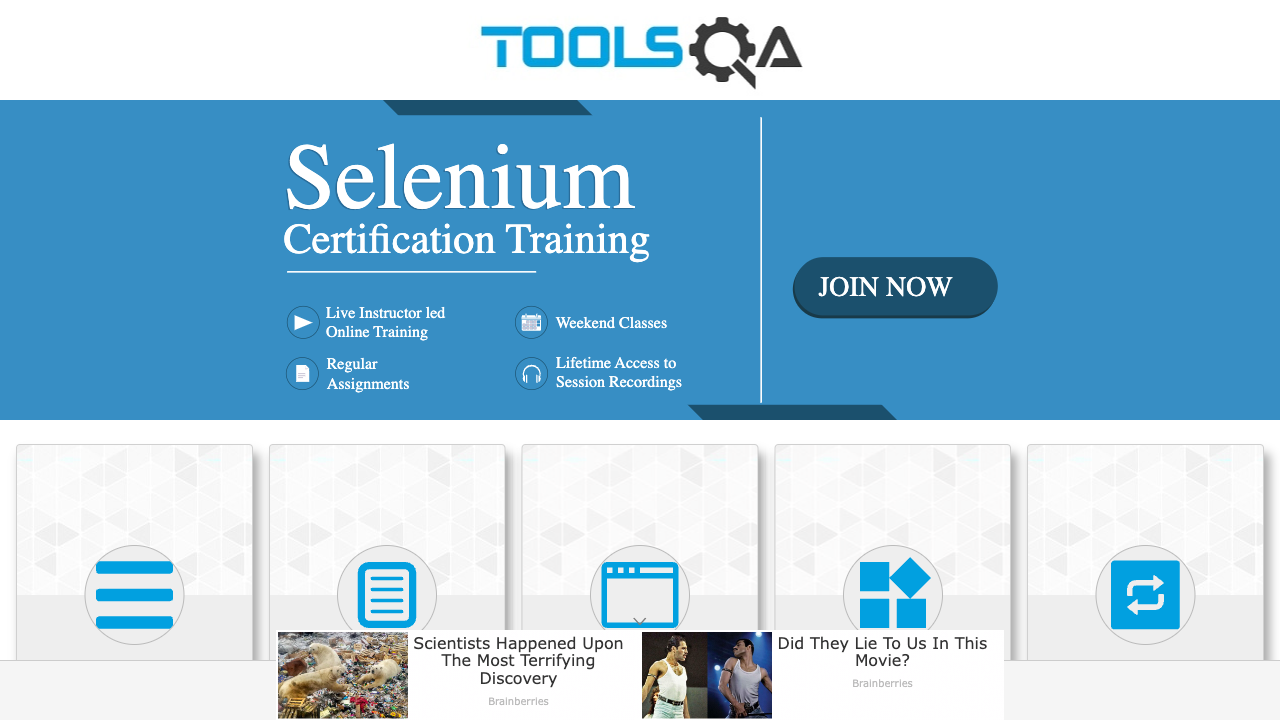 TOOLSQA
Selenium
Certification Training
JOIN NOW
Live Instructor led
Online Training
Weekend Classes
Regular
Assignments
Lifetime Access to
Session Recordings
Scientists Happened Upon
The Most Terrifying
Discovery
Brainberries
Did They Lie To Us In This
Movie?
Brainberries